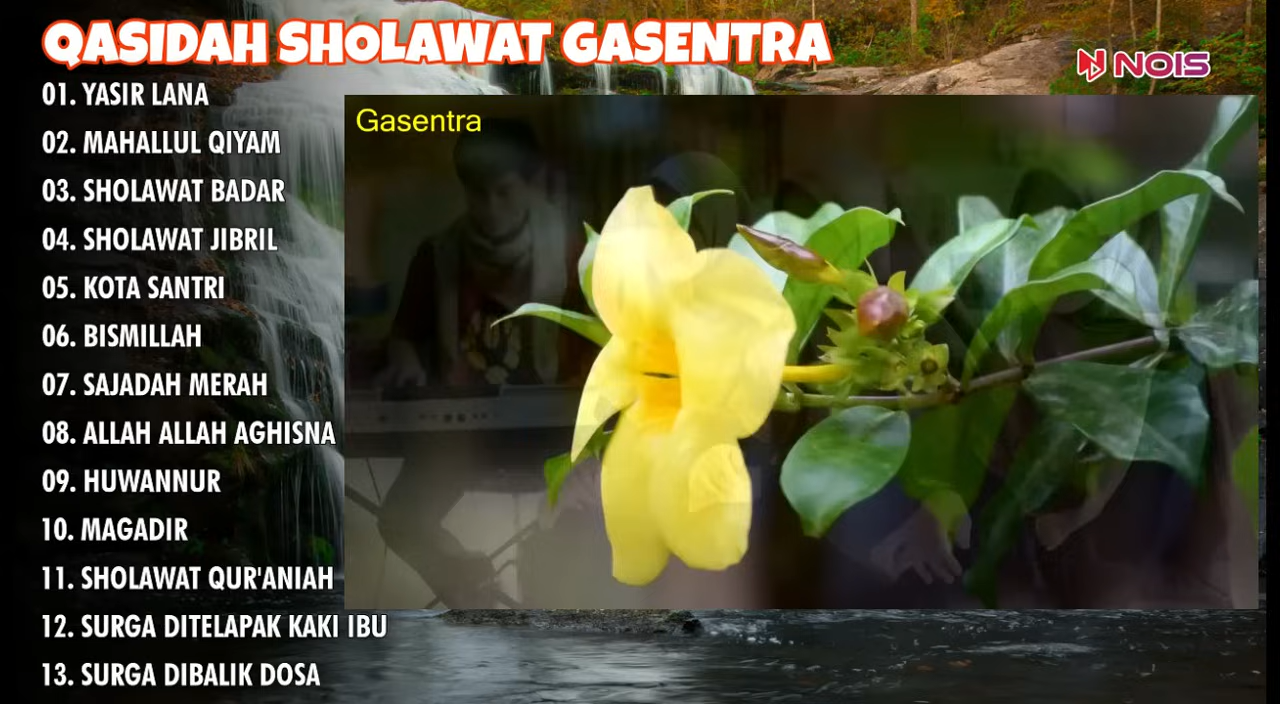 QASIDAH SHOLAWAT GASENTRA
NOIS
01. YASIR LANA
02. MAHALLUL QIYAM
03. SHOLAWAT BADAR
04. SHOLAWAT JIBRIL
05. KOTA SANTRI
06. BISMILLAH
07. SAJADAH MERAH
08. ALLAH ALLAH AGHISNA
09. HUWANNUR
10. MAGADIR
11. SHOLAWAT QUR'ANIAH
12. SURGA DITELAPAK KAKI IBU
13. SURGA DIBALIK DOSA
Gasentra